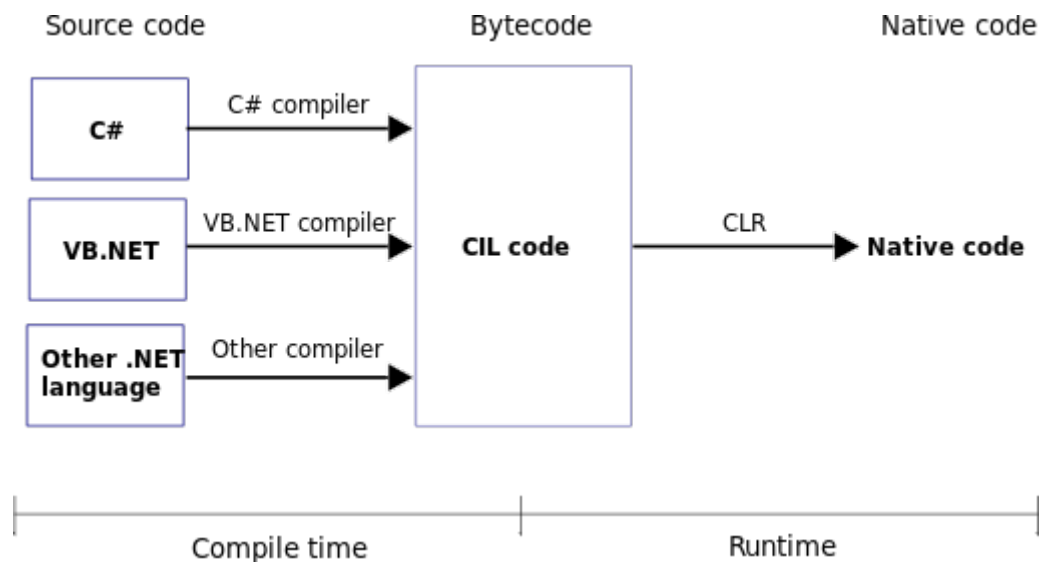 Source code
Bytecode
Native code
C# compiler
C#
VB.NET compiler
CLR
VB.NET
CIL code
Native code
Other compiler
Other .NET
language
Compile time
Runtime